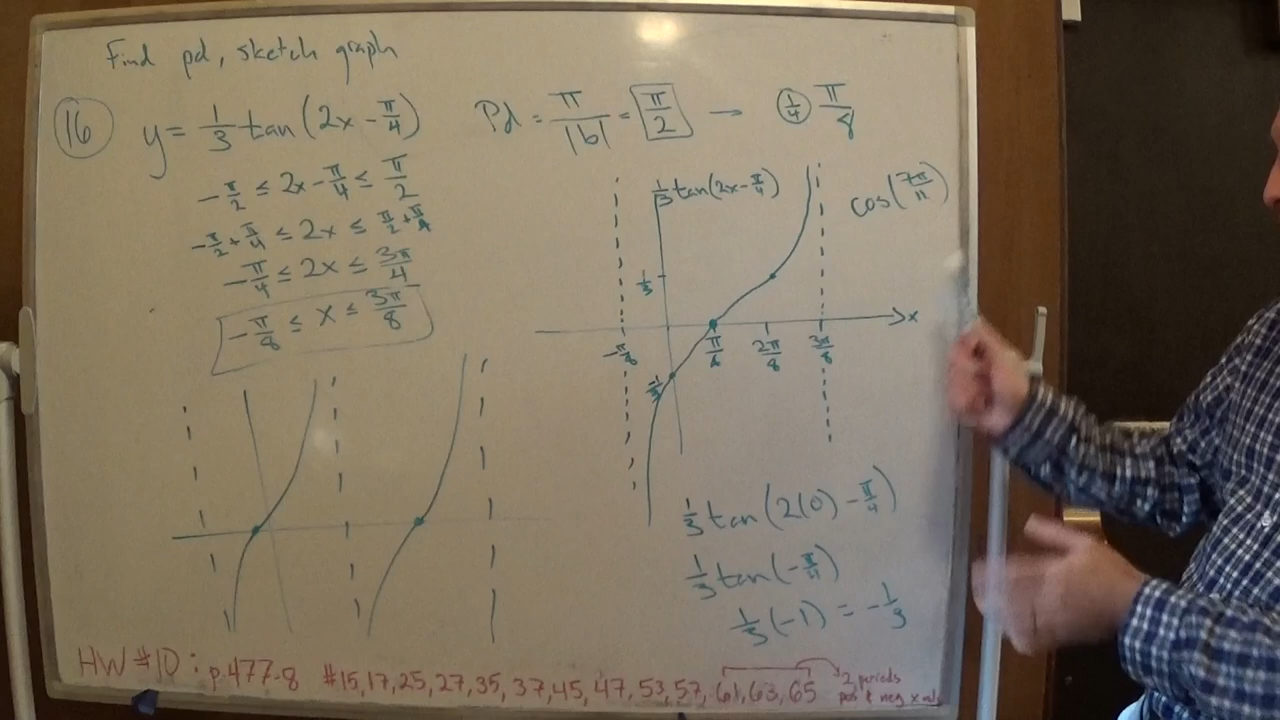 Find pd, sketch graph
16 y = 1/3 tan(2x - π/4)
Pd = π/|b| = π/2 → 1/4 π/8
-π/2 ≤ 2x - π/4 ≤ π/2
-π/2 + π/4 ≤ 2x ≤ π/2 + π/4
-π/4 ≤ 2x ≤ 3π/4
-π/8 ≤ x ≤ 3π/8
1/3 tan(2x - π/4)
1/3
x
-π/8 π/8 2π/8 3π/8
-1/3
1/3 tan(2(0) - π/4)
1/3 tan(-π/4)
1/3(-1) = -1/3
HW #10: p.477-8 #15,17,25,27,35,37,45,47,53,57,61,63,65
2 periods
pos & neg x